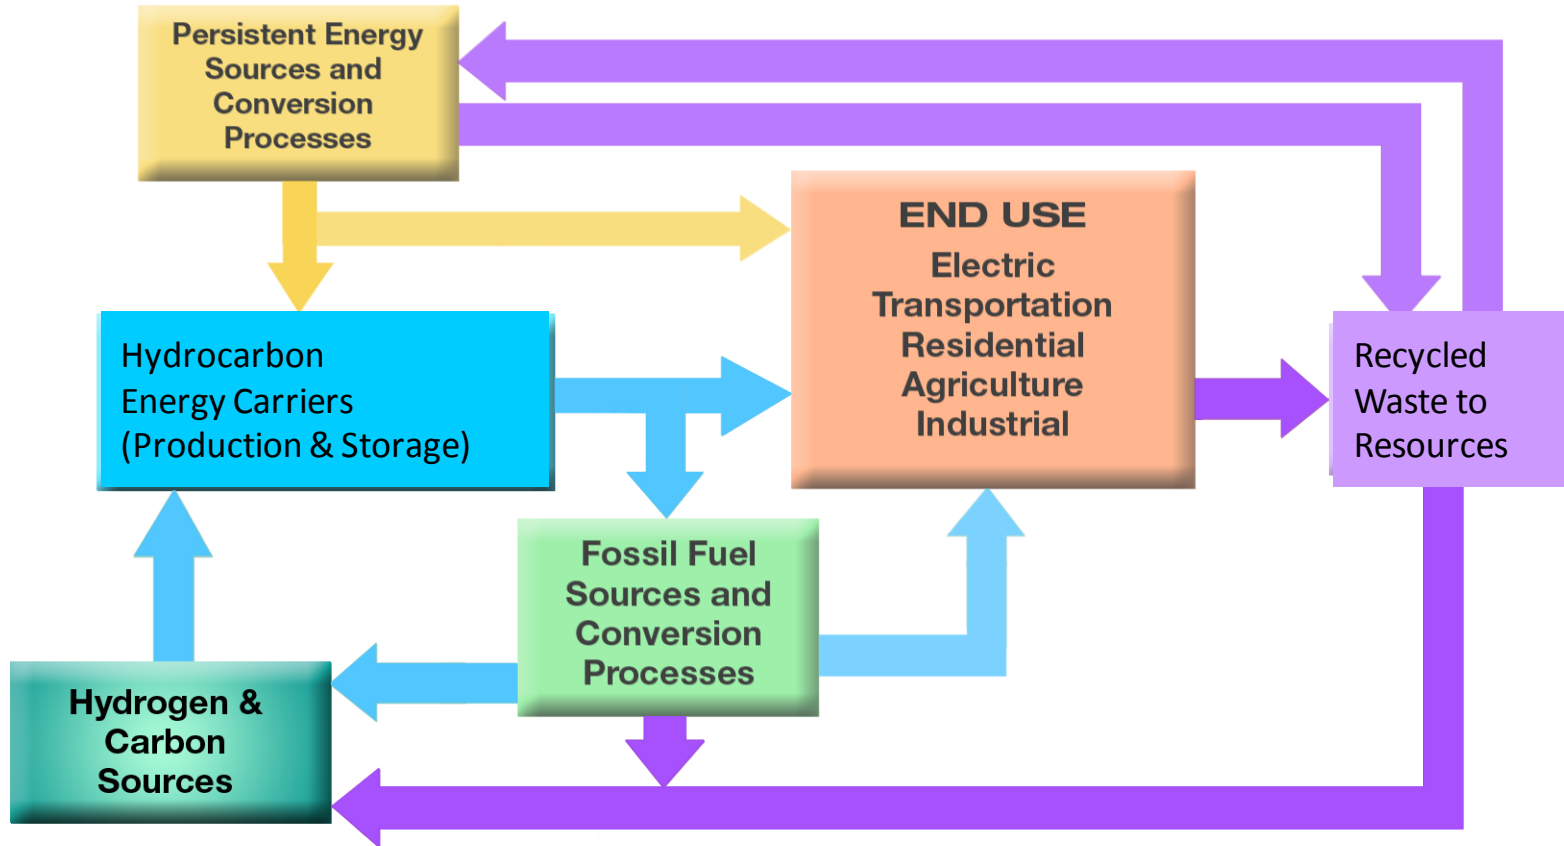 Persistent Energy
Sources and
Conversion
Processes
END USE
Electric
Transportation
Residential
Agriculture
Industrial
Hydrocarbon
Energy Carriers
(Production & Storage)
Recycled
Waste to
Resources
Fossil Fuel
Sources and
Conversion
Processes
Hydrogen &
Carbon
Sources